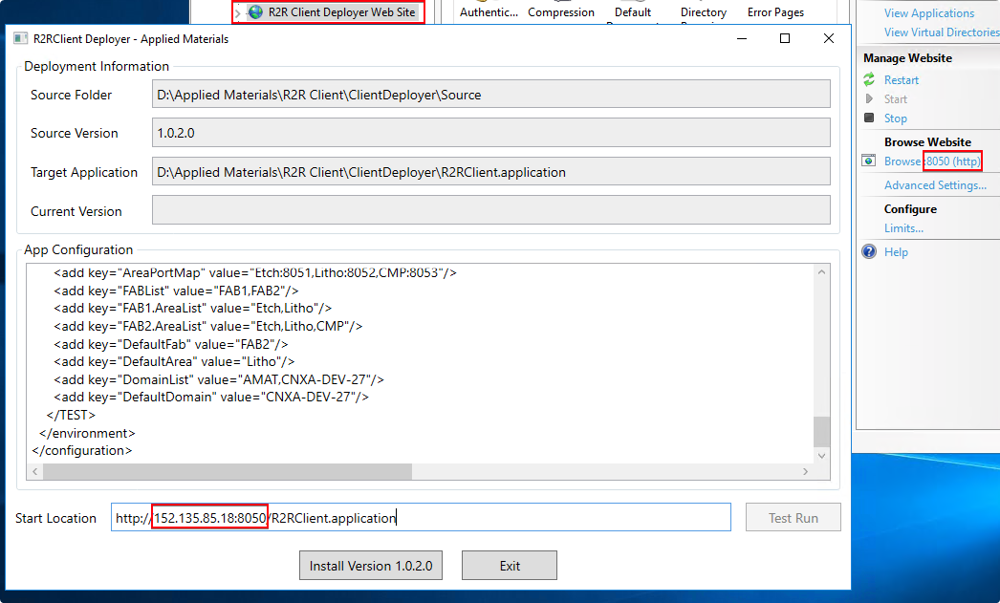 R2R Client Deployer Web Site
Authentic... Compression Default Directory Error Pages
View Applications
View Virtual Directories
R2RClient Deployer - Applied Materials
Manage Website
Restart
Start
Stop
Browse Website
Browse :8050 (http)
Advanced Settings...
Configure
Limits...
Help
Deployment Information
Source Folder D:\Applied Materials\R2R Client\ClientDeployer\Source
Source Version 1.0.2.0
Target Application D:\Applied Materials\R2R Client\ClientDeployer\R2RClient.application
Current Version
App Configuration
<add key="AreaPortMap" value="Etch:8051,Litho:8052,CMP:8053"/>
<add key="FABList" value="FAB1,FAB2"/>
<add key="FAB1.AreaList" value="Etch,Litho"/>
<add key="FAB2.AreaList" value="Etch,Litho,CMP"/>
<add key="DefaultFab" value="FAB2"/>
<add key="DefaultArea" value="Litho"/>
<add key="DomainList" value="AMAT,CNXA-DEV-27"/>
<add key="DefaultDomain" value="CNXA-DEV-27"/>
</TEST>
</environment>
</configuration>
Start Location http://152.135.85.18:8050/R2RClient.application Test Run
Install Version 1.0.2.0 Exit